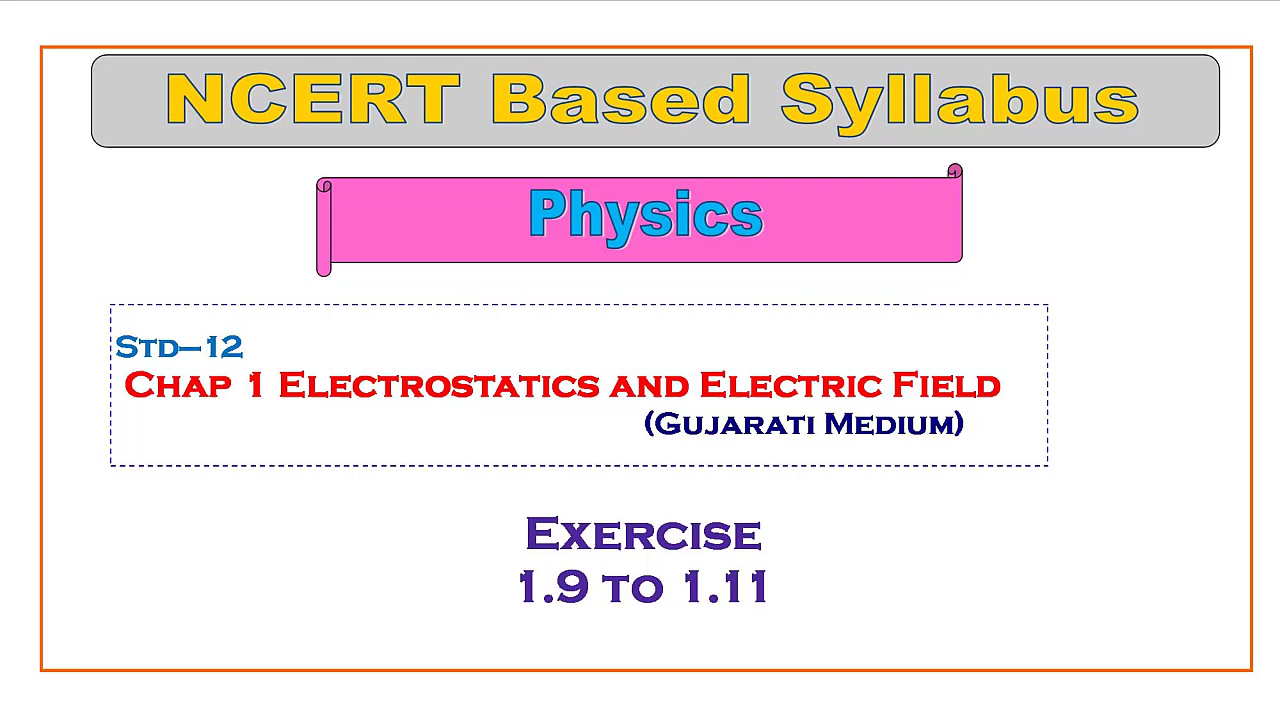 NCERT Based Syllabus
Physics
Std–12
Chap 1 Electrostatics and Electric Field
(Gujarati Medium)
Exercise
1.9 to 1.11